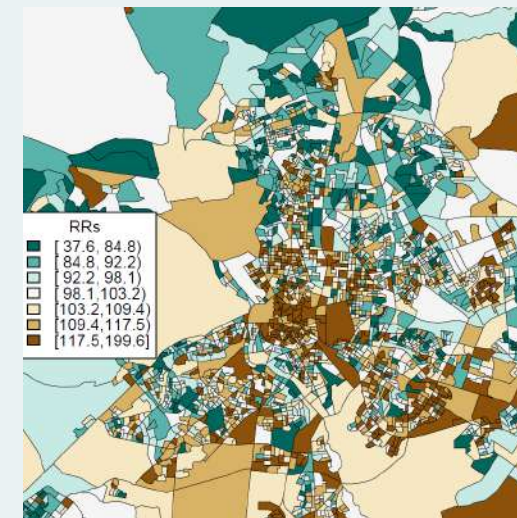 RRs
[ 37.6, 84.8)
[ 84.8, 92.2)
[ 92.2, 98.1)
[ 98.1,103.2)
[103.2,109.4)
[109.4,117.5)
[117.5,199.6]